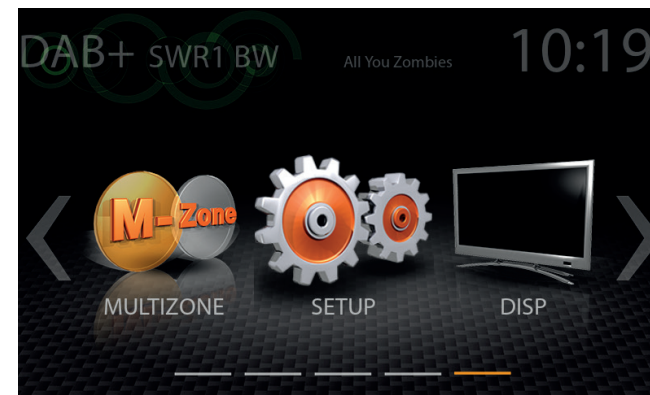 DAB+ SWR1 BW All You Zombies 10:19
M-Zone
MULTIZONE SETUP DISP